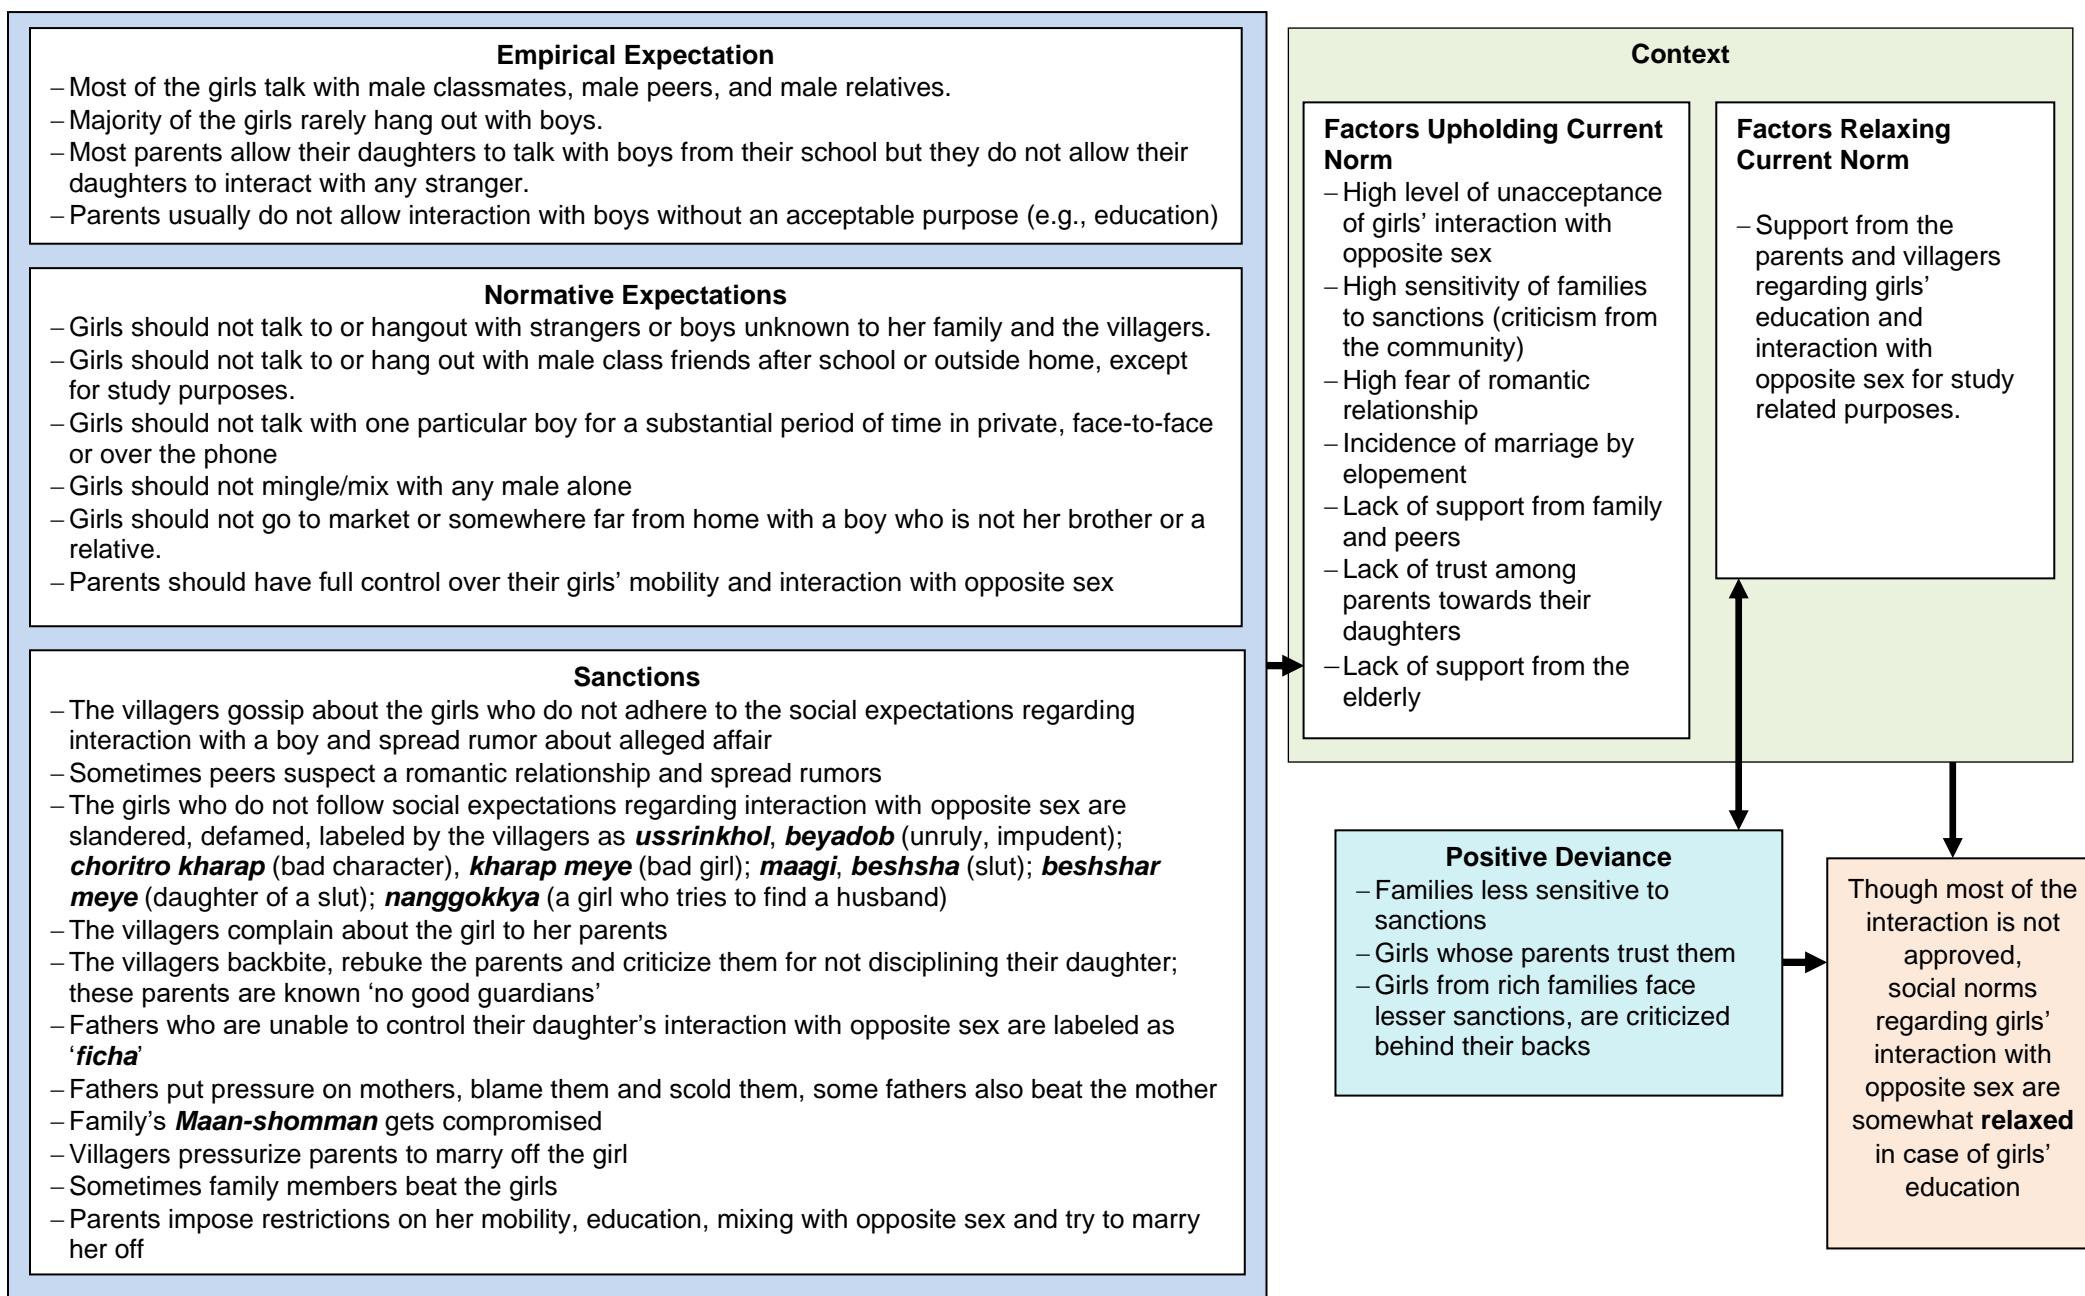 Empirical Expectation
– Most of the girls talk with male classmates, male peers, and male relatives.
– Majority of the girls rarely hang out with boys.
– Most parents allow their daughters to talk with boys from their school but they do not allow their
daughters to interact with any stranger.
– Parents usually do not allow interaction with boys without an acceptable purpose (e.g., education)
Normative Expectations
– Girls should not talk to or hangout with strangers or boys unknown to her family and the villagers.
– Girls should not talk to or hang out with male class friends after school or outside home, except
for study purposes.
– Girls should not talk with one particular boy for a substantial period of time in private, face-to-face
or over the phone
– Girls should not mingle/mix with any male alone
– Girls should not go to market or somewhere far from home with a boy who is not her brother or a
relative.
– Parents should have full control over their girls’ mobility and interaction with opposite sex
Sanctions
– The villagers gossip about the girls who do not adhere to the social expectations regarding
interaction with a boy and spread rumor about alleged affair
– Sometimes peers suspect a romantic relationship and spread rumors
– The girls who do not follow social expectations regarding interaction with opposite sex are
slandered, defamed, labeled by the villagers as ussrinkhol, beyadob (unruly, impudent);
choritro kharap (bad character), kharap meye (bad girl); maagi, beshsha (slut); beshshar
meye (daughter of a slut); nanggokkya (a girl who tries to find a husband)
– The villagers complain about the girl to her parents
– The villagers backbite, rebuke the parents and criticize them for not disciplining their daughter;
these parents are known ‘no good guardians’
– Fathers who are unable to control their daughter’s interaction with opposite sex are labeled as
‘ficha’
– Fathers put pressure on mothers, blame them and scold them, some fathers also beat the mother
– Family’s Maan-shomman gets compromised
– Villagers pressurize parents to marry off the girl
– Sometimes family members beat the girls
– Parents impose restrictions on her mobility, education, mixing with opposite sex and try to marry
her off
Context
Factors Upholding Current
Norm
– High level of unacceptance
of girls’ interaction with
opposite sex
– High sensitivity of families
to sanctions (criticism from
the community)
– High fear of romantic
relationship
– Incidence of marriage by
elopement
– Lack of support from family
and peers
– Lack of trust among
parents towards their
daughters
– Lack of support from the
elderly
Factors Relaxing
Current Norm
– Support from the
parents and villagers
regarding girls’
education and
interaction with
opposite sex for study
related purposes.
Positive Deviance
– Families less sensitive to
sanctions
– Girls whose parents trust them
– Girls from rich families face
lesser sanctions, are criticized
behind their backs
Though most of the
interaction is not
approved,
social norms
regarding girls’
interaction with
opposite sex are
somewhat relaxed
in case of girls’
education